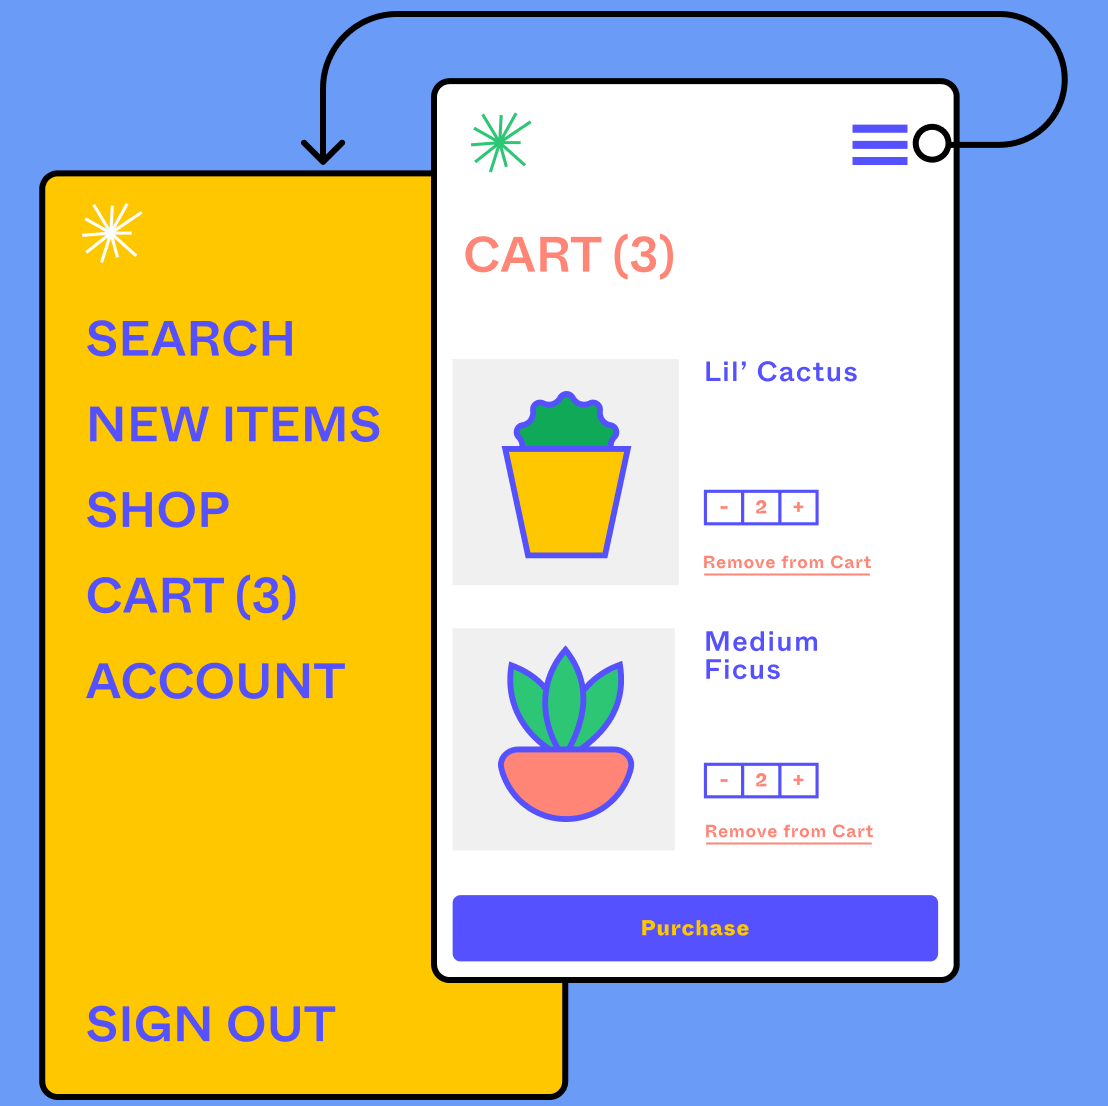 SEARCH
NEW ITEMS
SHOP
CART (3)
ACCOUNT
SIGN OUT
CART (3)
Lil’ Cactus
- 2 +
Remove from Cart
Medium
Ficus
- 2 +
Remove from Cart
Purchase